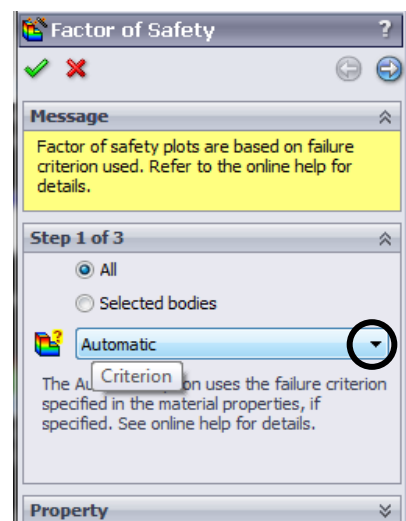 Factor of Safety ?
Message
Factor of safety plots are based on failure
criterion used. Refer to the online help for
details.
Step 1 of 3
All
Selected bodies
Automatic
Criterion
The Au on uses the failure criterion
specified in the material properties, if
specified. See online help for details.
Property